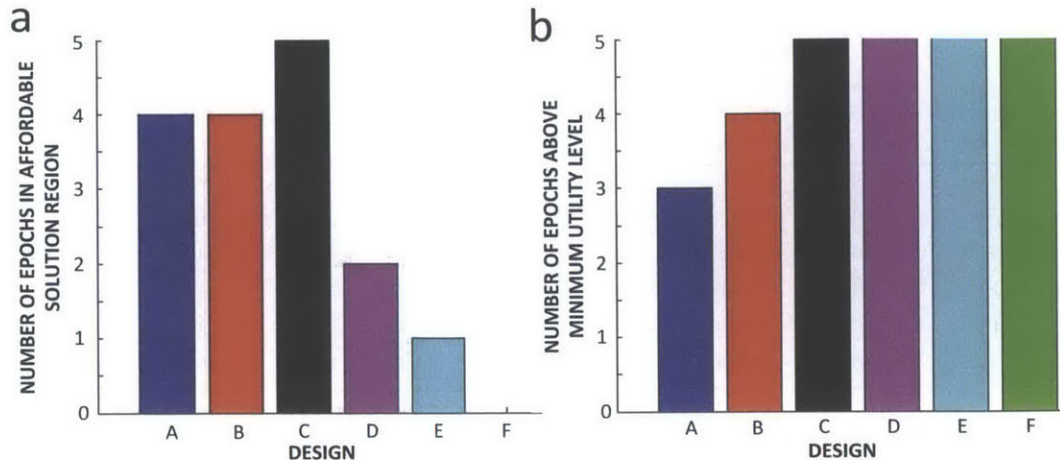 a
NUMBER OF EPOCHS IN AFFORDABLE
SOLUTION REGION
5
4
3
2
1
0
A B C D E F
DESIGN
b
NUMBER OF EPOCHS ABOVE
MINIMUM UTILITY LEVEL
5
4
3
2
1
0
A B C D E F
DESIGN